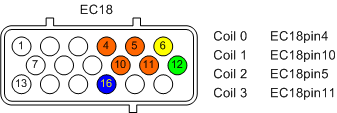 EC18
1 4 5 6
7 10 11 12
13 16
Coil 0 EC18pin4
Coil 1 EC18pin10
Coil 2 EC18pin5
Coil 3 EC18pin11